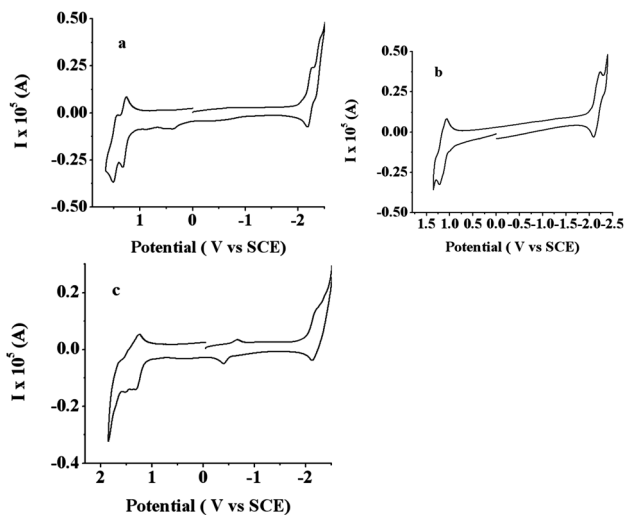 a
I x 10⁵ (A)
0.50
0.25
0.00
-0.25
-0.50
1 0 -1 -2
Potential ( V vs SCE)
b
I x 10⁵ (A)
0.50
0.25
0.00
-0.25
-0.50
1.5 1.0 0.5 0.0 -0.5 -1.0 -1.5 -2.0 -2.5
Potential ( V vs SCE)
c
I x 10⁵ (A)
0.2
0.0
-0.2
-0.4
2 1 0 -1 -2
Potential ( V vs SCE)